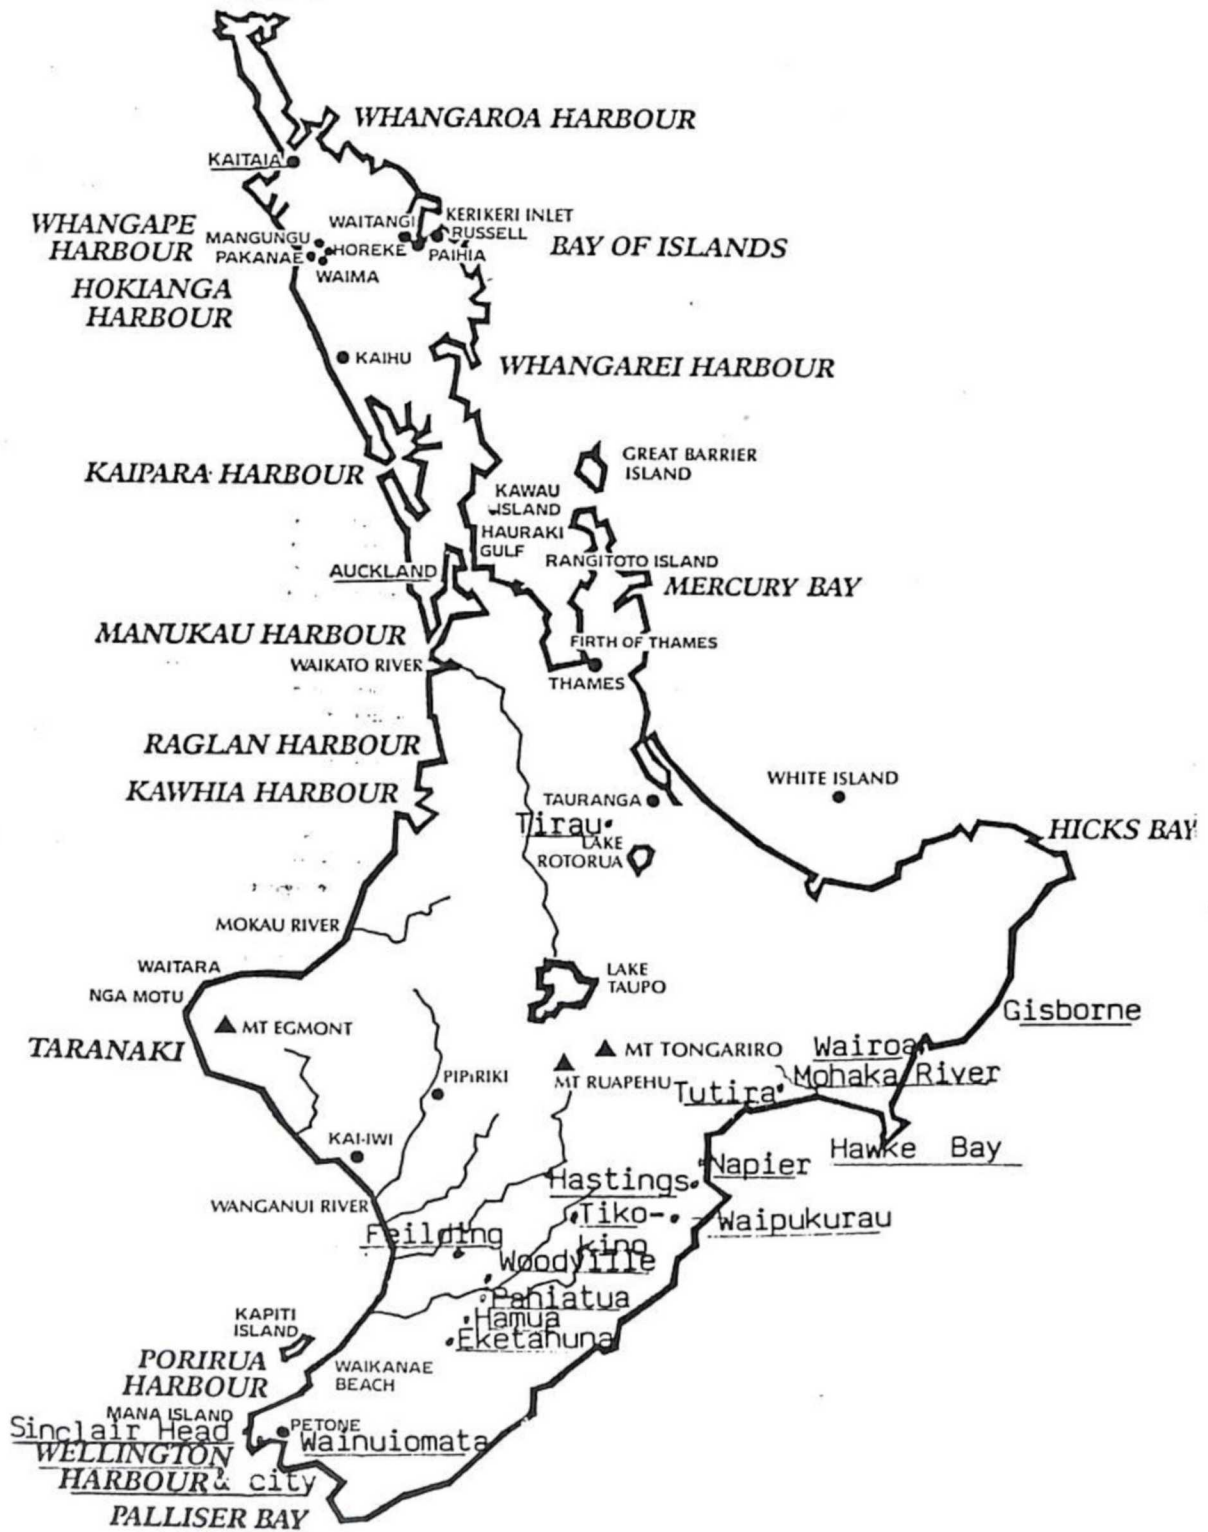 WHANGAROA HARBOUR
KAITAIA
WHANGAPE
HARBOUR
WAITANGI
KERIKERI INLET
RUSSELL
MANGUNGU
HOREKE
PAIHIA
BAY OF ISLANDS
PAKANAE
WAIMA
HOKIANGA
HARBOUR
KAIHU
WHANGAREI HARBOUR
KAIPARA HARBOUR
GREAT BARRIER
ISLAND
KAWAU
ISLAND
HAURAKI
GULF
RANGITOTO ISLAND
AUCKLAND
MERCURY BAY
MANUKAU HARBOUR
FIRTH OF THAMES
WAIKATO RIVER
THAMES
RAGLAN HARBOUR
KAWHIA HARBOUR
WHITE ISLAND
TAURANGA
Tirau
LAKE
ROTORUA
HICKS BAY
MOKAU RIVER
WAITARA
NGA MOTU
LAKE
TAUPO
MT EGMONT
TARANAKI
Gisborne
MT TONGARIRO
Wairoa
MT RUAPEHU
Mohaka River
Tutira
PIPIRIKI
KAI-IWI
Hawke Bay
Napier
Hastings
WANGANUI RIVER
Tiko-
kino
Waipukurau
Feilding
Woodville
Pahiatua
Hamua
Eketahuna
KAPITI
ISLAND
PORIRUA
HARBOUR
WAIKANAE
BEACH
MANA ISLAND
Sinclair Head
PETONE
Wainuiomata
WELLINGTON
HARBOUR & city
PALLISER BAY